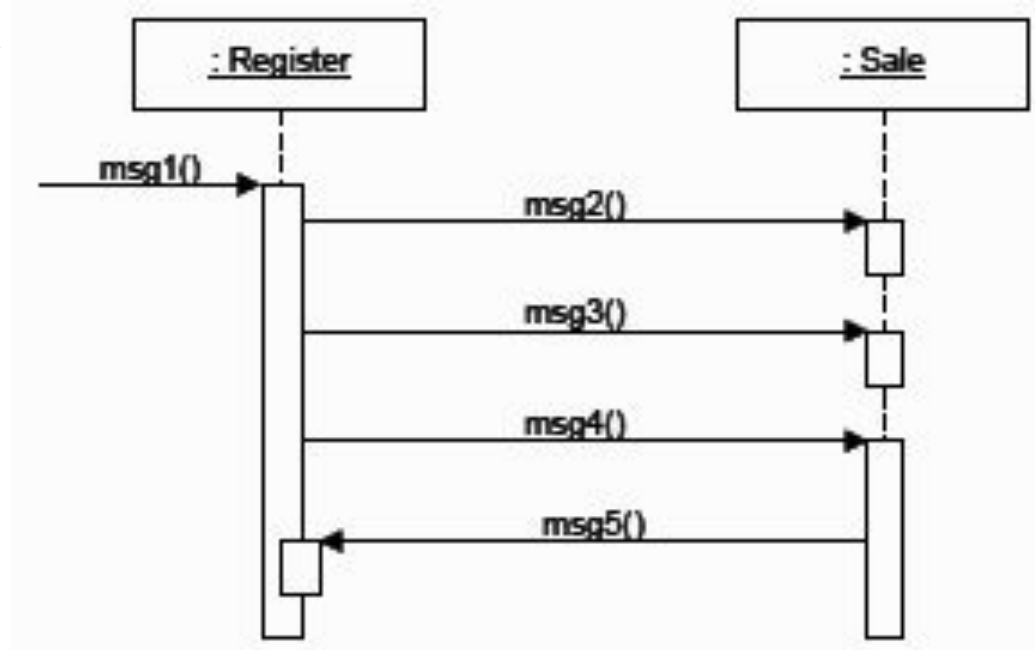 : Register
: Sale
msg1()
msg2()
msg3()
msg4()
msg5()